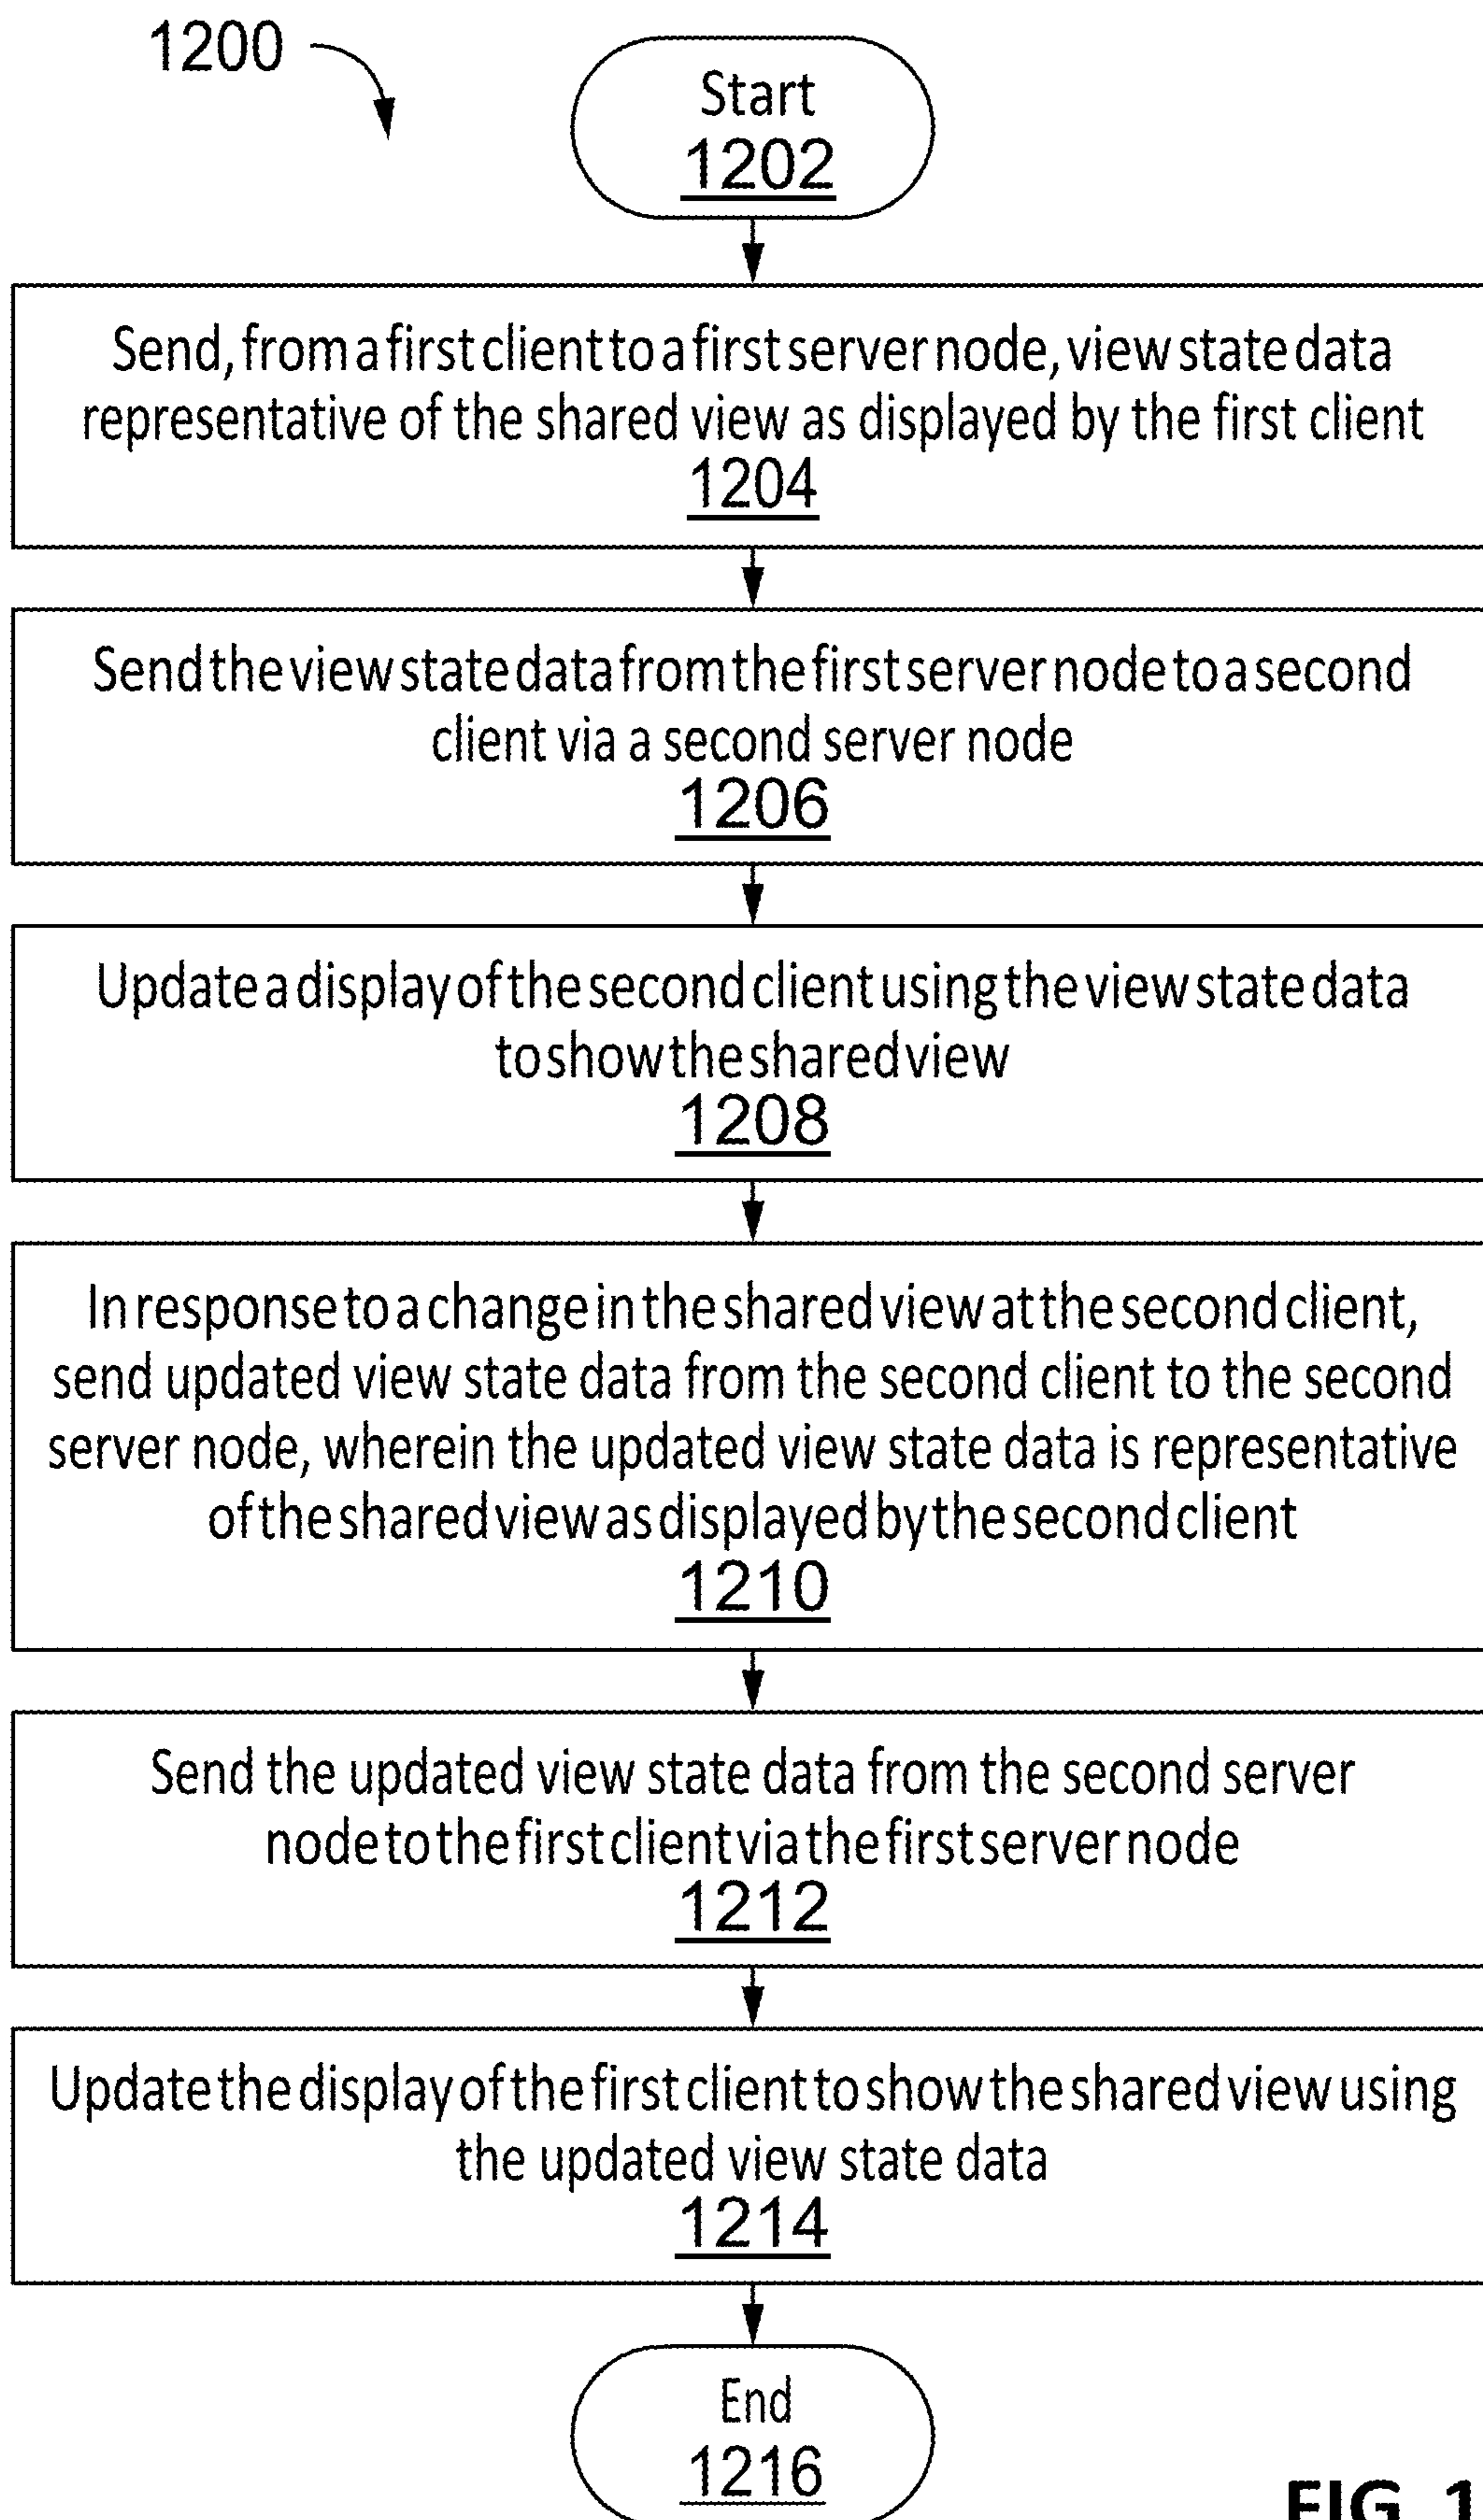 1200
Start
1202
Send, from a first client to a first server node, view state data
representative of the shared view as displayed by the first client
1204
Send the view state data from the first server node to a second
client via a second server node
1206
Update a display of the second client using the view state data
to show the shared view
1208
In response to a change in the shared view at the second client,
send updated view state data from the second client to the second
server node, wherein the updated view state data is representative
of the shared view as displayed by the second client
1210
Send the updated view state data from the second server
node to the first client via the first server node
1212
Update the display of the first client to show the shared view using
the updated view state data
1214
End
1216
FIG. 1